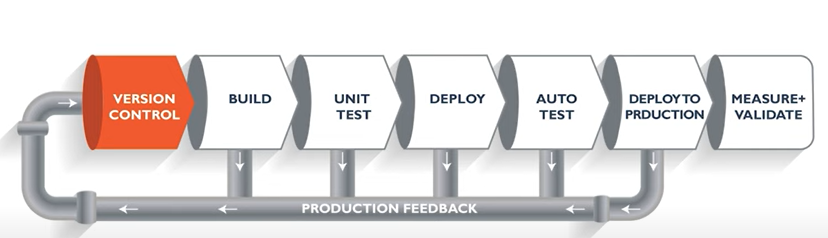 VERSION
CONTROL
BUILD
UNIT
TEST
DEPLOY
AUTO
TEST
DEPLOY TO
PRDUCTION
MEASURE+
VALIDATE
PRODUCTION FEEDBACK